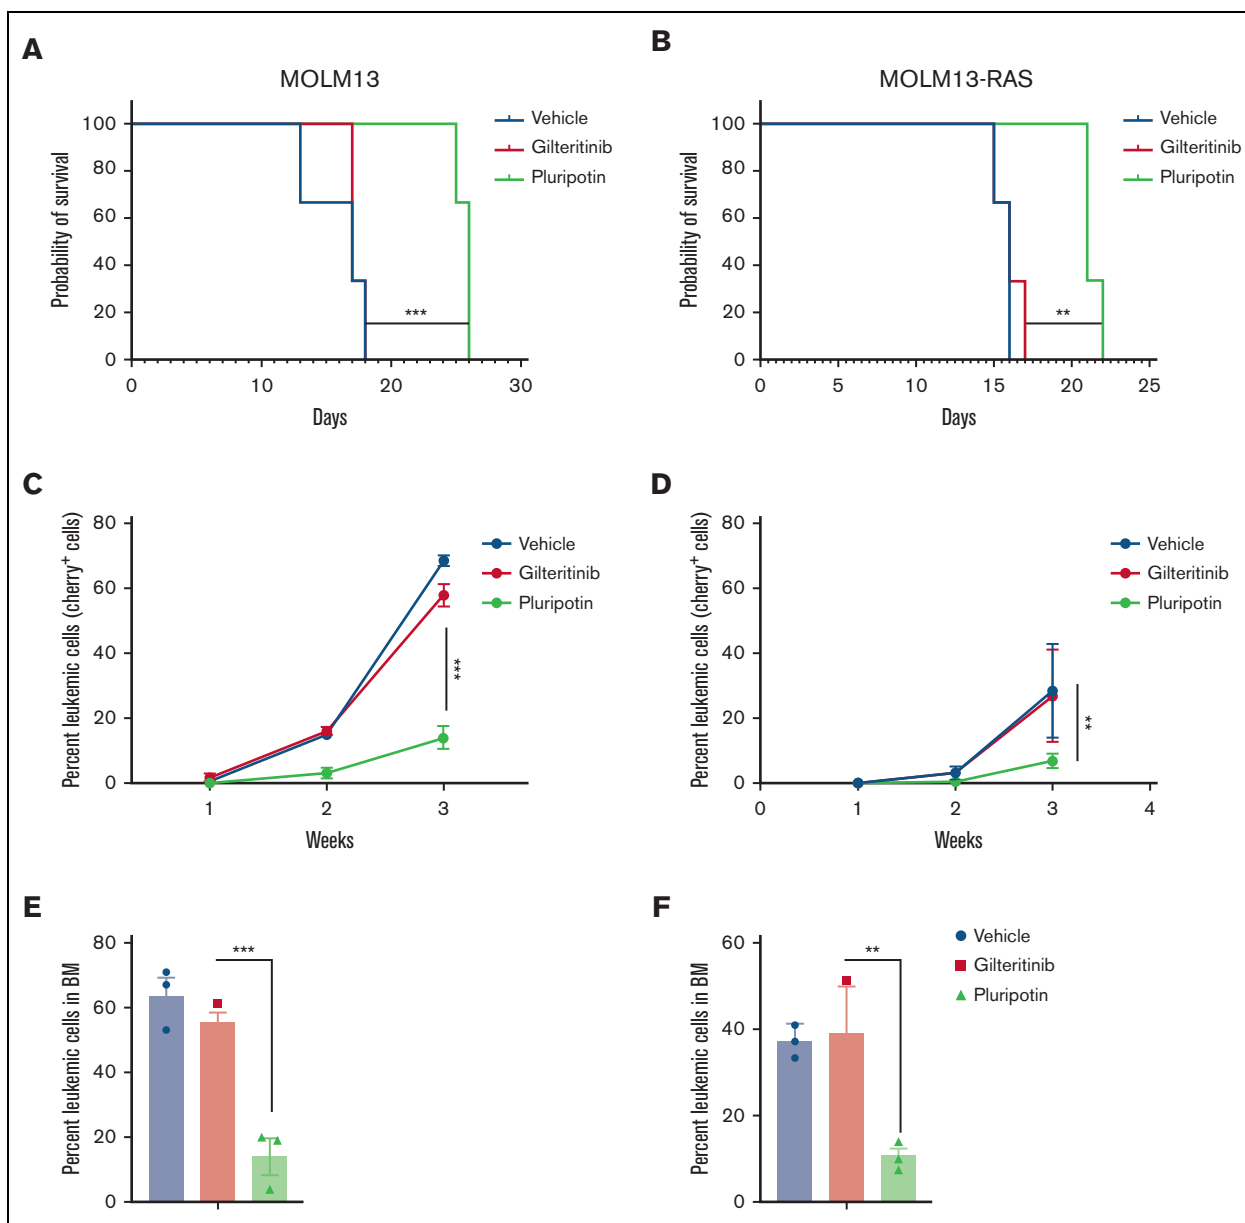 A
MOLM13
Probability of survival
100
80
60
40
20
0
0 10 20 30
Days
Vehicle
Gilteritinib
Pluripotin
***
B
MOLM13-RAS
Probability of survival
100
80
60
40
20
0
0 5 10 15 20 25
Days
Vehicle
Gilteritinib
Pluripotin
**
C
Percent leukemic cells (cherry+ cells)
80
60
40
20
0
1 2 3
Weeks
Vehicle
Gilteritinib
Pluripotin
***
D
Percent leukemic cells (cherry+ cells)
80
60
40
20
0
0 1 2 3 4
Weeks
Vehicle
Gilteritinib
Pluripotin
**
E
Percent leukemic cells in BM
80
60
40
20
0
***
F
Percent leukemic cells in BM
60
40
20
0
**
Vehicle
Gilteritinib
Pluripotin